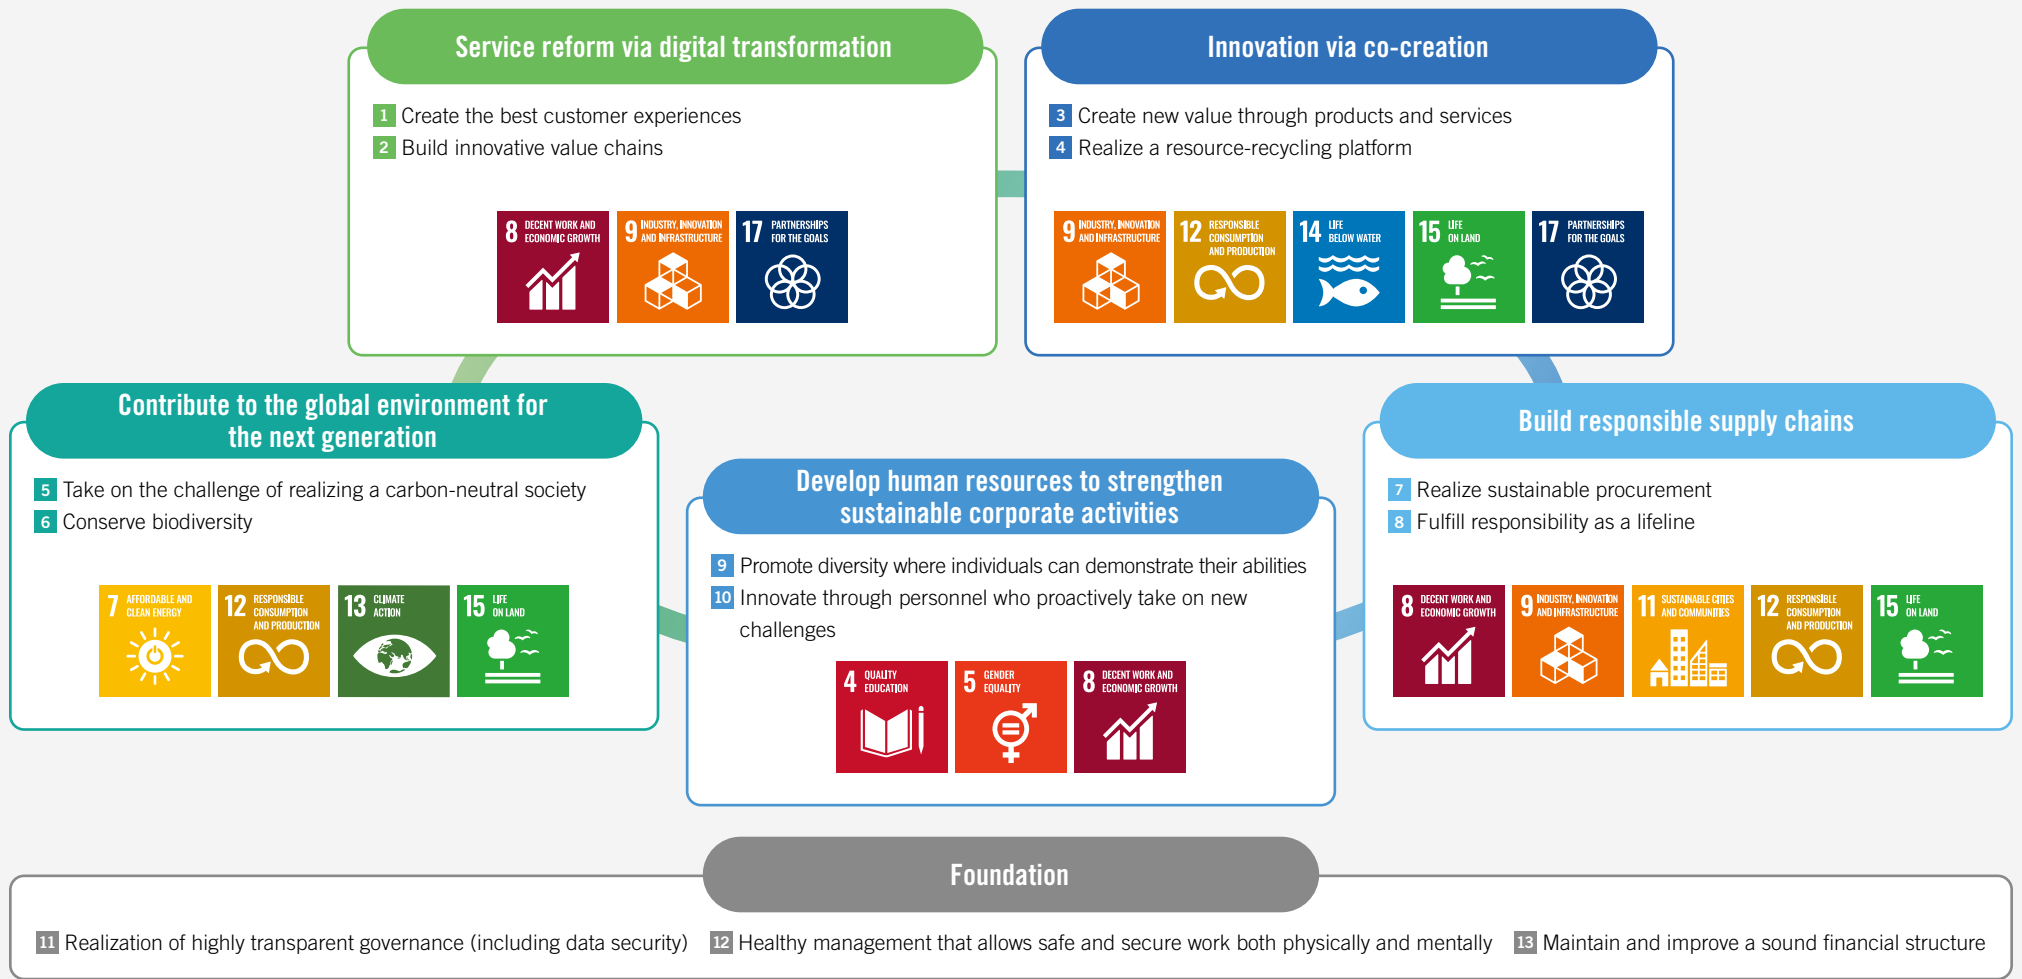 Service reform via digital transformation
1 Create the best customer experiences
2 Build innovative value chains
8 DECENT WORK AND
ECONOMIC GROWTH
9 INDUSTRY, INNOVATION
AND INFRASTRUCTURE
17 PARTNERSHIPS
FOR THE GOALS
Innovation via co-creation
3 Create new value through products and services
4 Realize a resource-recycling platform
9 INDUSTRY, INNOVATION
AND INFRASTRUCTURE
12 RESPONSIBLE
CONSUMPTION
AND PRODUCTION
14 LIFE
BELOW WATER
15 LIFE
ON LAND
17 PARTNERSHIPS
FOR THE GOALS
Contribute to the global environment for
the next generation
5 Take on the challenge of realizing a carbon-neutral society
6 Conserve biodiversity
7 AFFORDABLE AND
CLEAN ENERGY
12 RESPONSIBLE
CONSUMPTION
AND PRODUCTION
13 CLIMATE
ACTION
15 LIFE
ON LAND
Develop human resources to strengthen
sustainable corporate activities
9 Promote diversity where individuals can demonstrate their abilities
10 Innovate through personnel who proactively take on new
challenges
4 QUALITY
EDUCATION
5 GENDER
EQUALITY
8 DECENT WORK AND
ECONOMIC GROWTH
Build responsible supply chains
7 Realize sustainable procurement
8 Fulfill responsibility as a lifeline
8 DECENT WORK AND
ECONOMIC GROWTH
9 INDUSTRY, INNOVATION
AND INFRASTRUCTURE
11 SUSTAINABLE CITIES
AND COMMUNITIES
12 RESPONSIBLE
CONSUMPTION
AND PRODUCTION
15 LIFE
ON LAND
Foundation
11 Realization of highly transparent governance (including data security)
12 Healthy management that allows safe and secure work both physically and mentally
13 Maintain and improve a sound financial structure